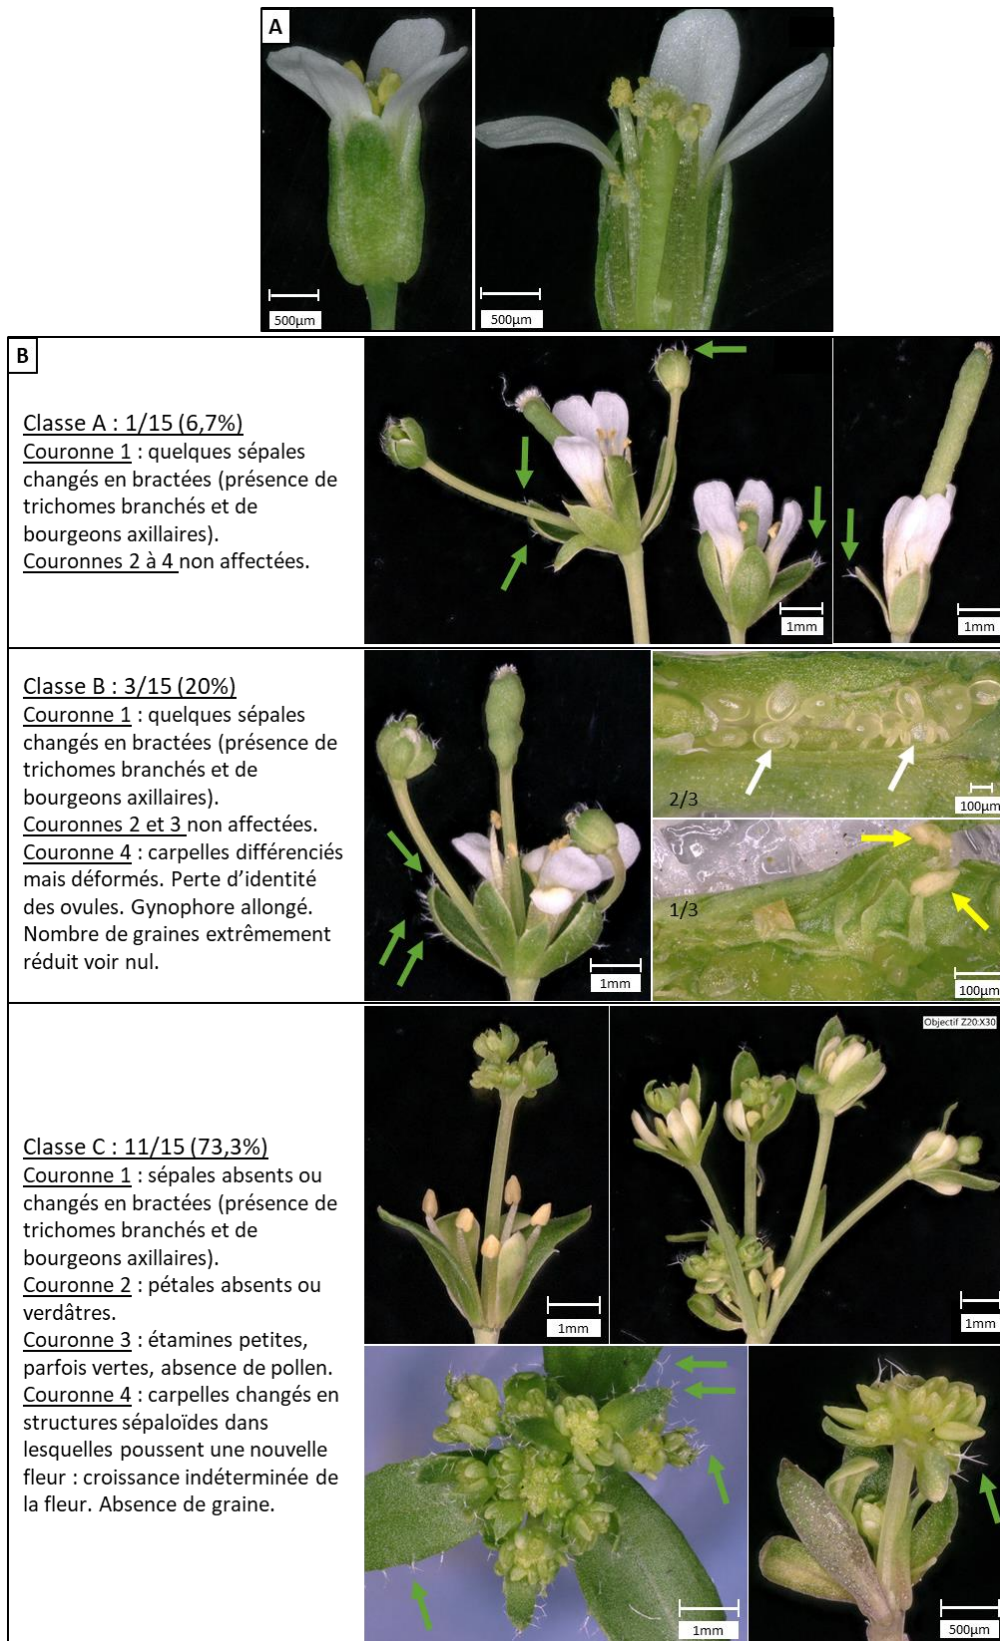 A
500µm
500µm
B
Classe A : 1/15 (6,7%)
Couronne 1 : quelques sépales
changés en bractées (présence de
trichomes branchés et de
bourgeons axillaires).
Couronnes 2 à 4 non affectées.
1mm
1mm
Classe B : 3/15 (20%)
Couronne 1 : quelques sépales
changés en bractées (présence de
trichomes branchés et de
bourgeons axillaires).
Couronnes 2 et 3 non affectées.
Couronne 4 : carpelles différenciés
mais déformés. Perte d’identité
des ovules. Gynophore allongé.
Nombre de graines extrêmement
réduit voir nul.
1mm
2/3
100µm
1/3
100µm
Classe C : 11/15 (73,3%)
Couronne 1 : sépales absents ou
changés en bractées (présence de
trichomes branchés et de
bourgeons axillaires).
Couronne 2 : pétales absents ou
verdâtres.
Couronne 3 : étamines petites,
parfois vertes, absence de pollen.
Couronne 4 : carpelles changés en
structures sépaloïdes dans
lesquelles poussent une nouvelle
fleur : croissance indéterminée de
la fleur. Absence de graine.
1mm
Objectif Z20:X30
1mm
1mm
500µm